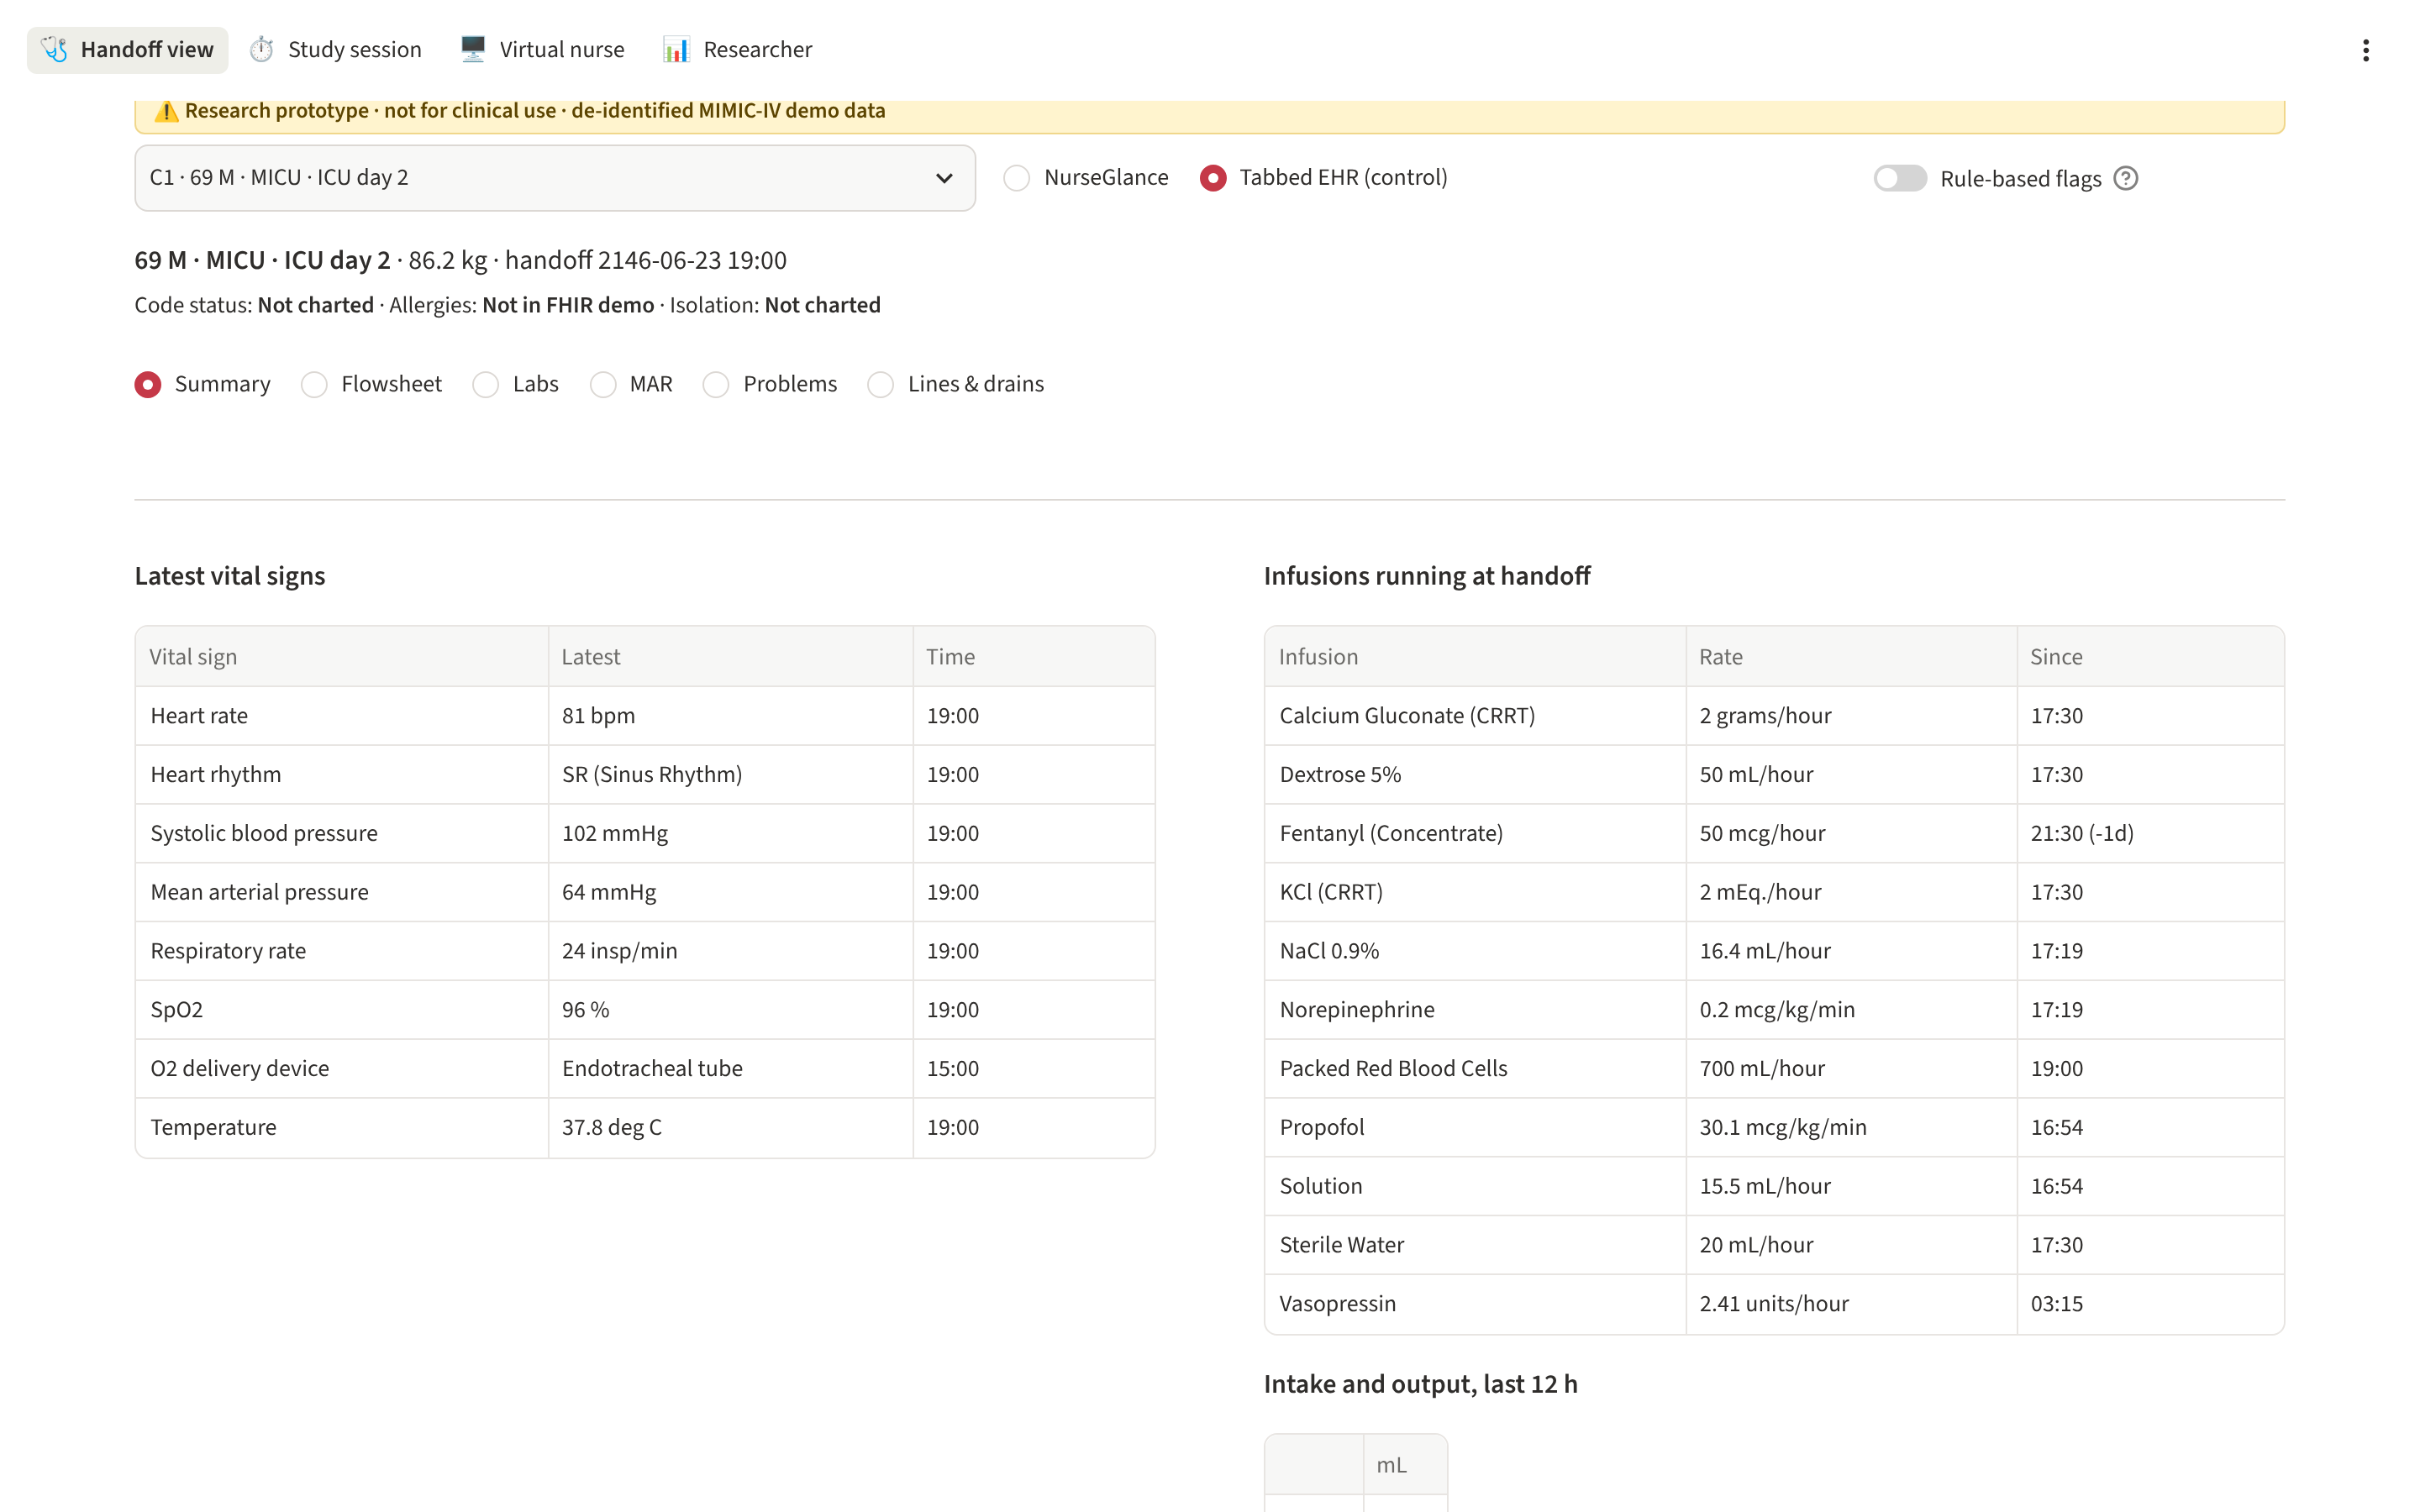 🩺 Handoff view ⏱️ Study session 🖥️ Virtual nurse 📊 Researcher
⚠️ Research prototype · not for clinical use · de-identified MIMIC-IV demo data
C1 · 69 M · MICU · ICU day 2 NurseGlance Tabbed EHR (control) Rule-based flags ?
69 M · MICU · ICU day 2 · 86.2 kg · handoff 2146-06-23 19:00
Code status: Not charted · Allergies: Not in FHIR demo · Isolation: Not charted
Summary Flowsheet Labs MAR Problems Lines & drains
Latest vital signs
Vital sign Latest Time
Heart rate 81 bpm 19:00
Heart rhythm SR (Sinus Rhythm) 19:00
Systolic blood pressure 102 mmHg 19:00
Mean arterial pressure 64 mmHg 19:00
Respiratory rate 24 insp/min 19:00
SpO2 96 % 19:00
O2 delivery device Endotracheal tube 15:00
Temperature 37.8 deg C 19:00
Infusions running at handoff
Infusion Rate Since
Calcium Gluconate (CRRT) 2 grams/hour 17:30
Dextrose 5% 50 mL/hour 17:30
Fentanyl (Concentrate) 50 mcg/hour 21:30 (-1d)
KCl (CRRT) 2 mEq./hour 17:30
NaCl 0.9% 16.4 mL/hour 17:19
Norepinephrine 0.2 mcg/kg/min 17:19
Packed Red Blood Cells 700 mL/hour 19:00
Propofol 30.1 mcg/kg/min 16:54
Solution 15.5 mL/hour 16:54
Sterile Water 20 mL/hour 17:30
Vasopressin 2.41 units/hour 03:15
Intake and output, last 12 h
mL